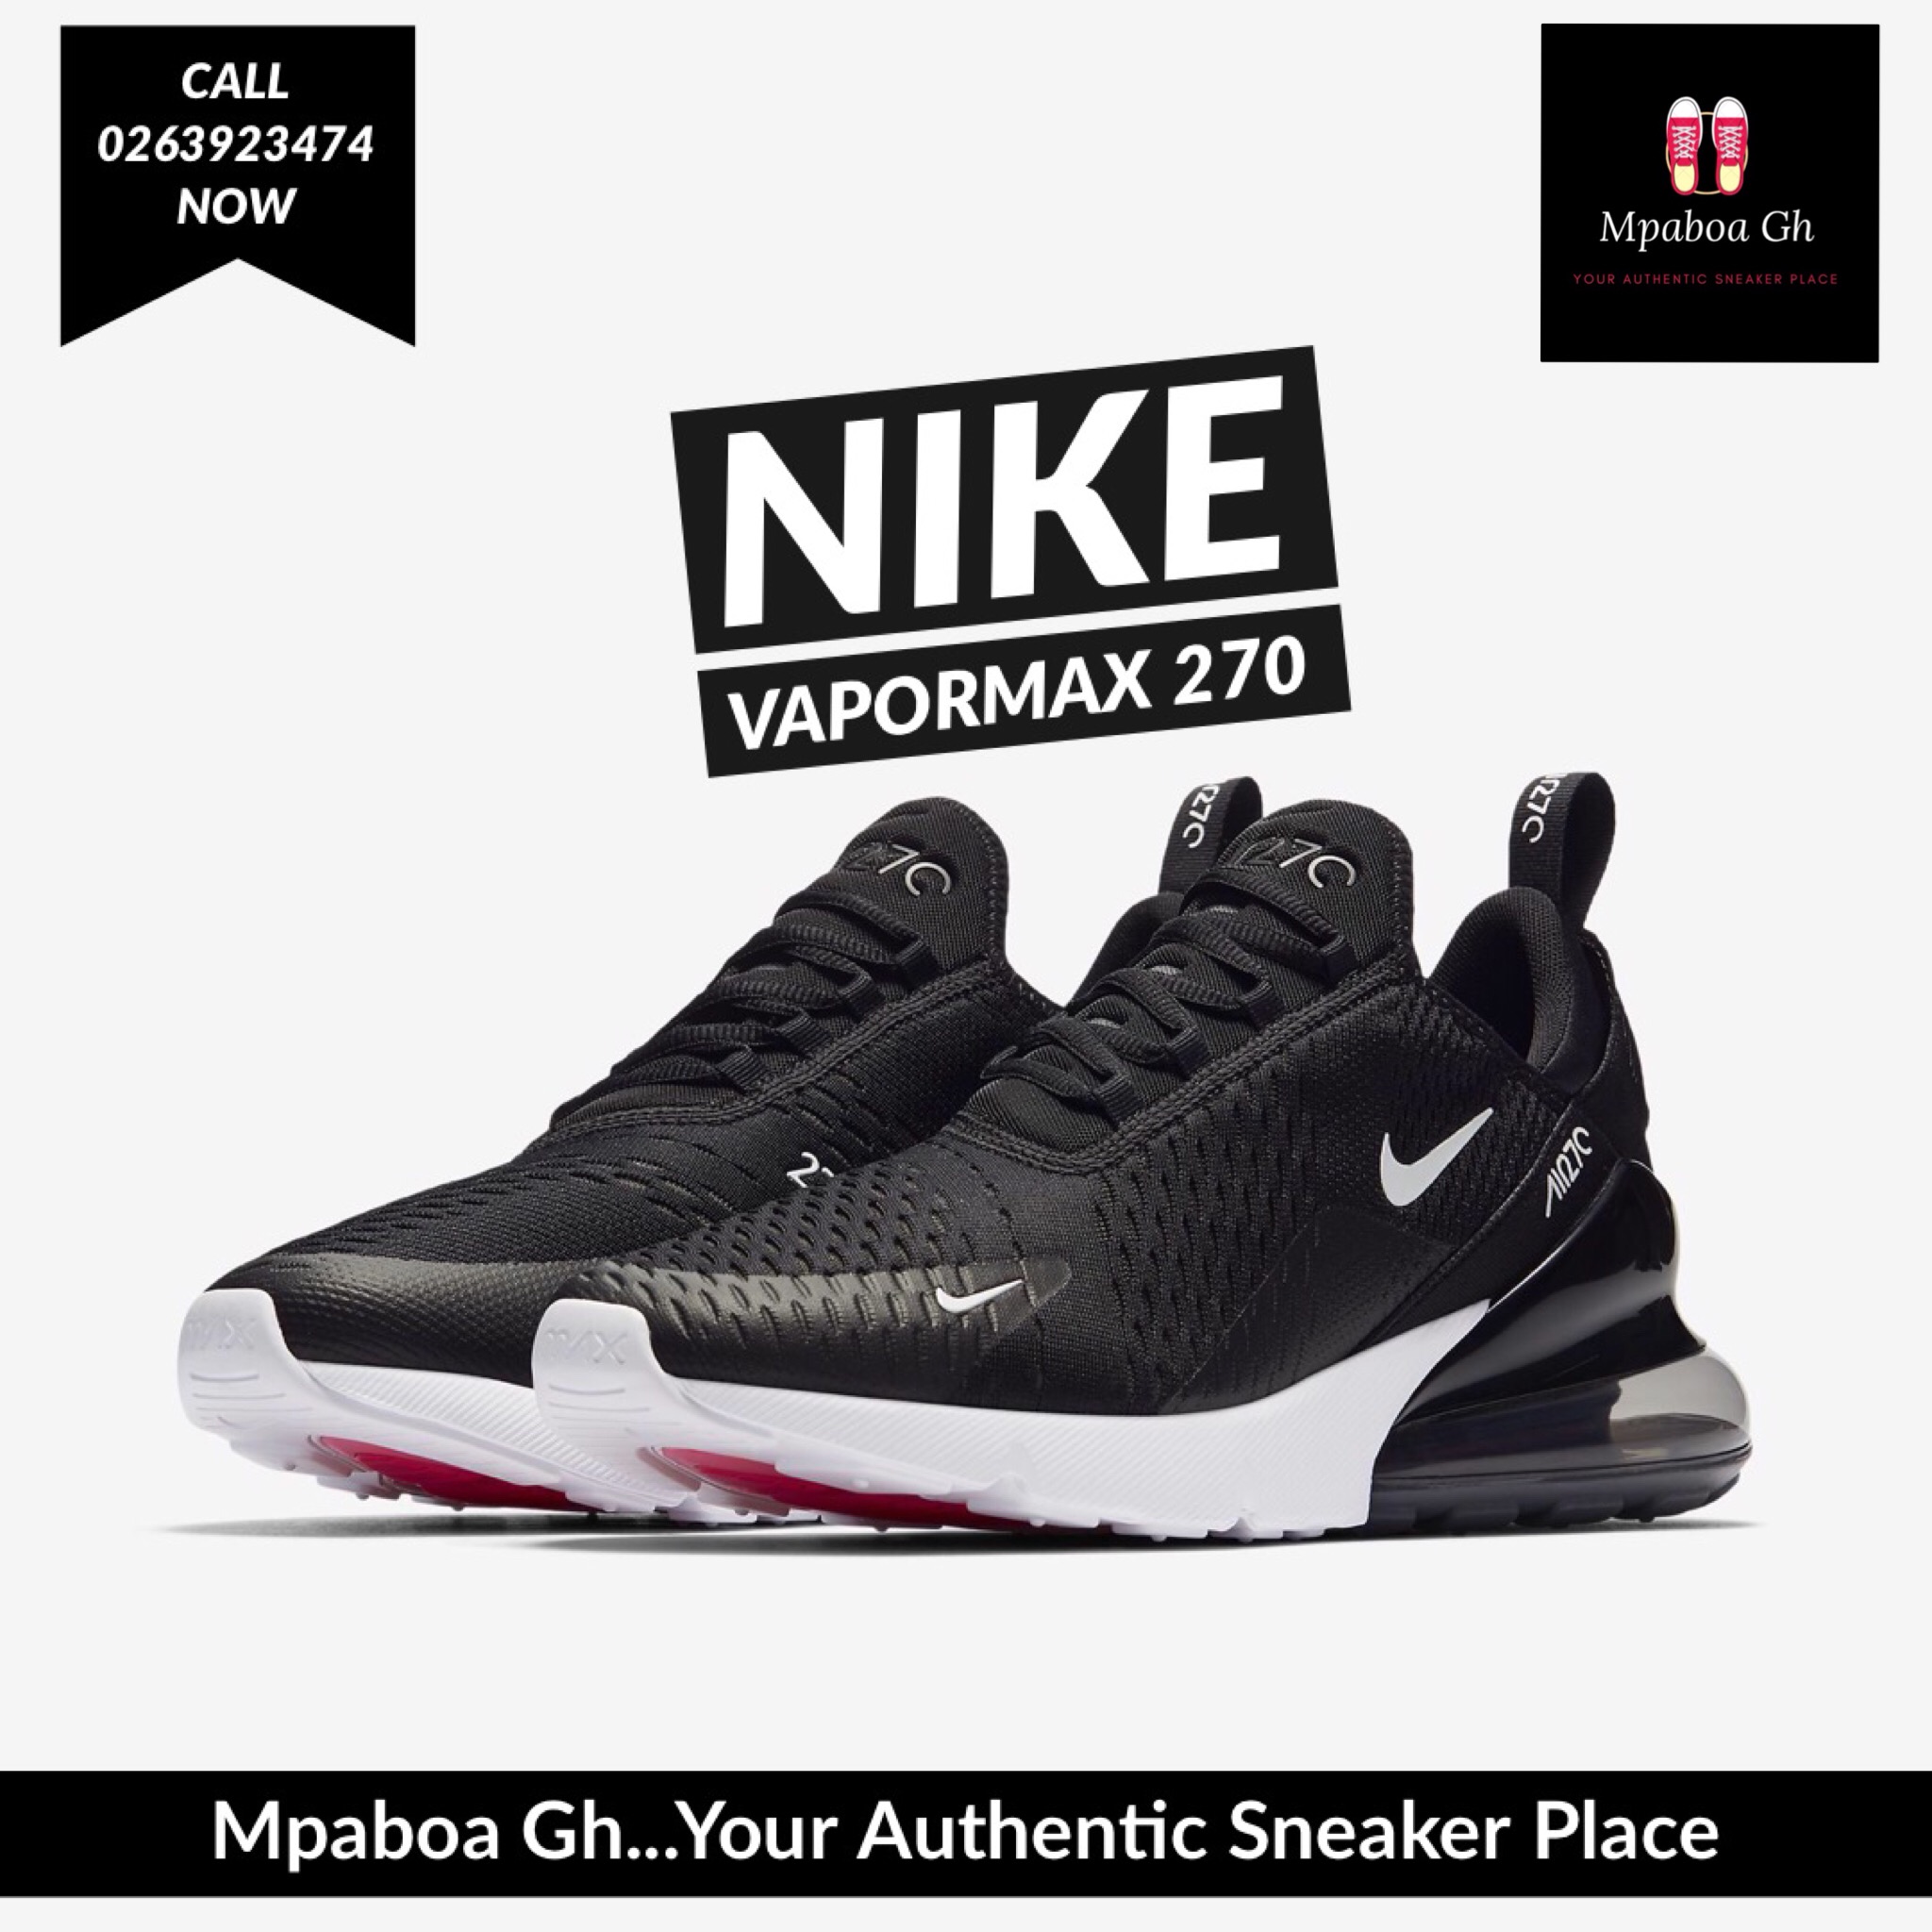 CALL
0263923474
NOW
Mpaboa Gh
YOUR AUTHENTIC SNEAKER PLACE
NIKE
VAPORMAX 270
Mpaboa Gh...Your Authentic Sneaker Place